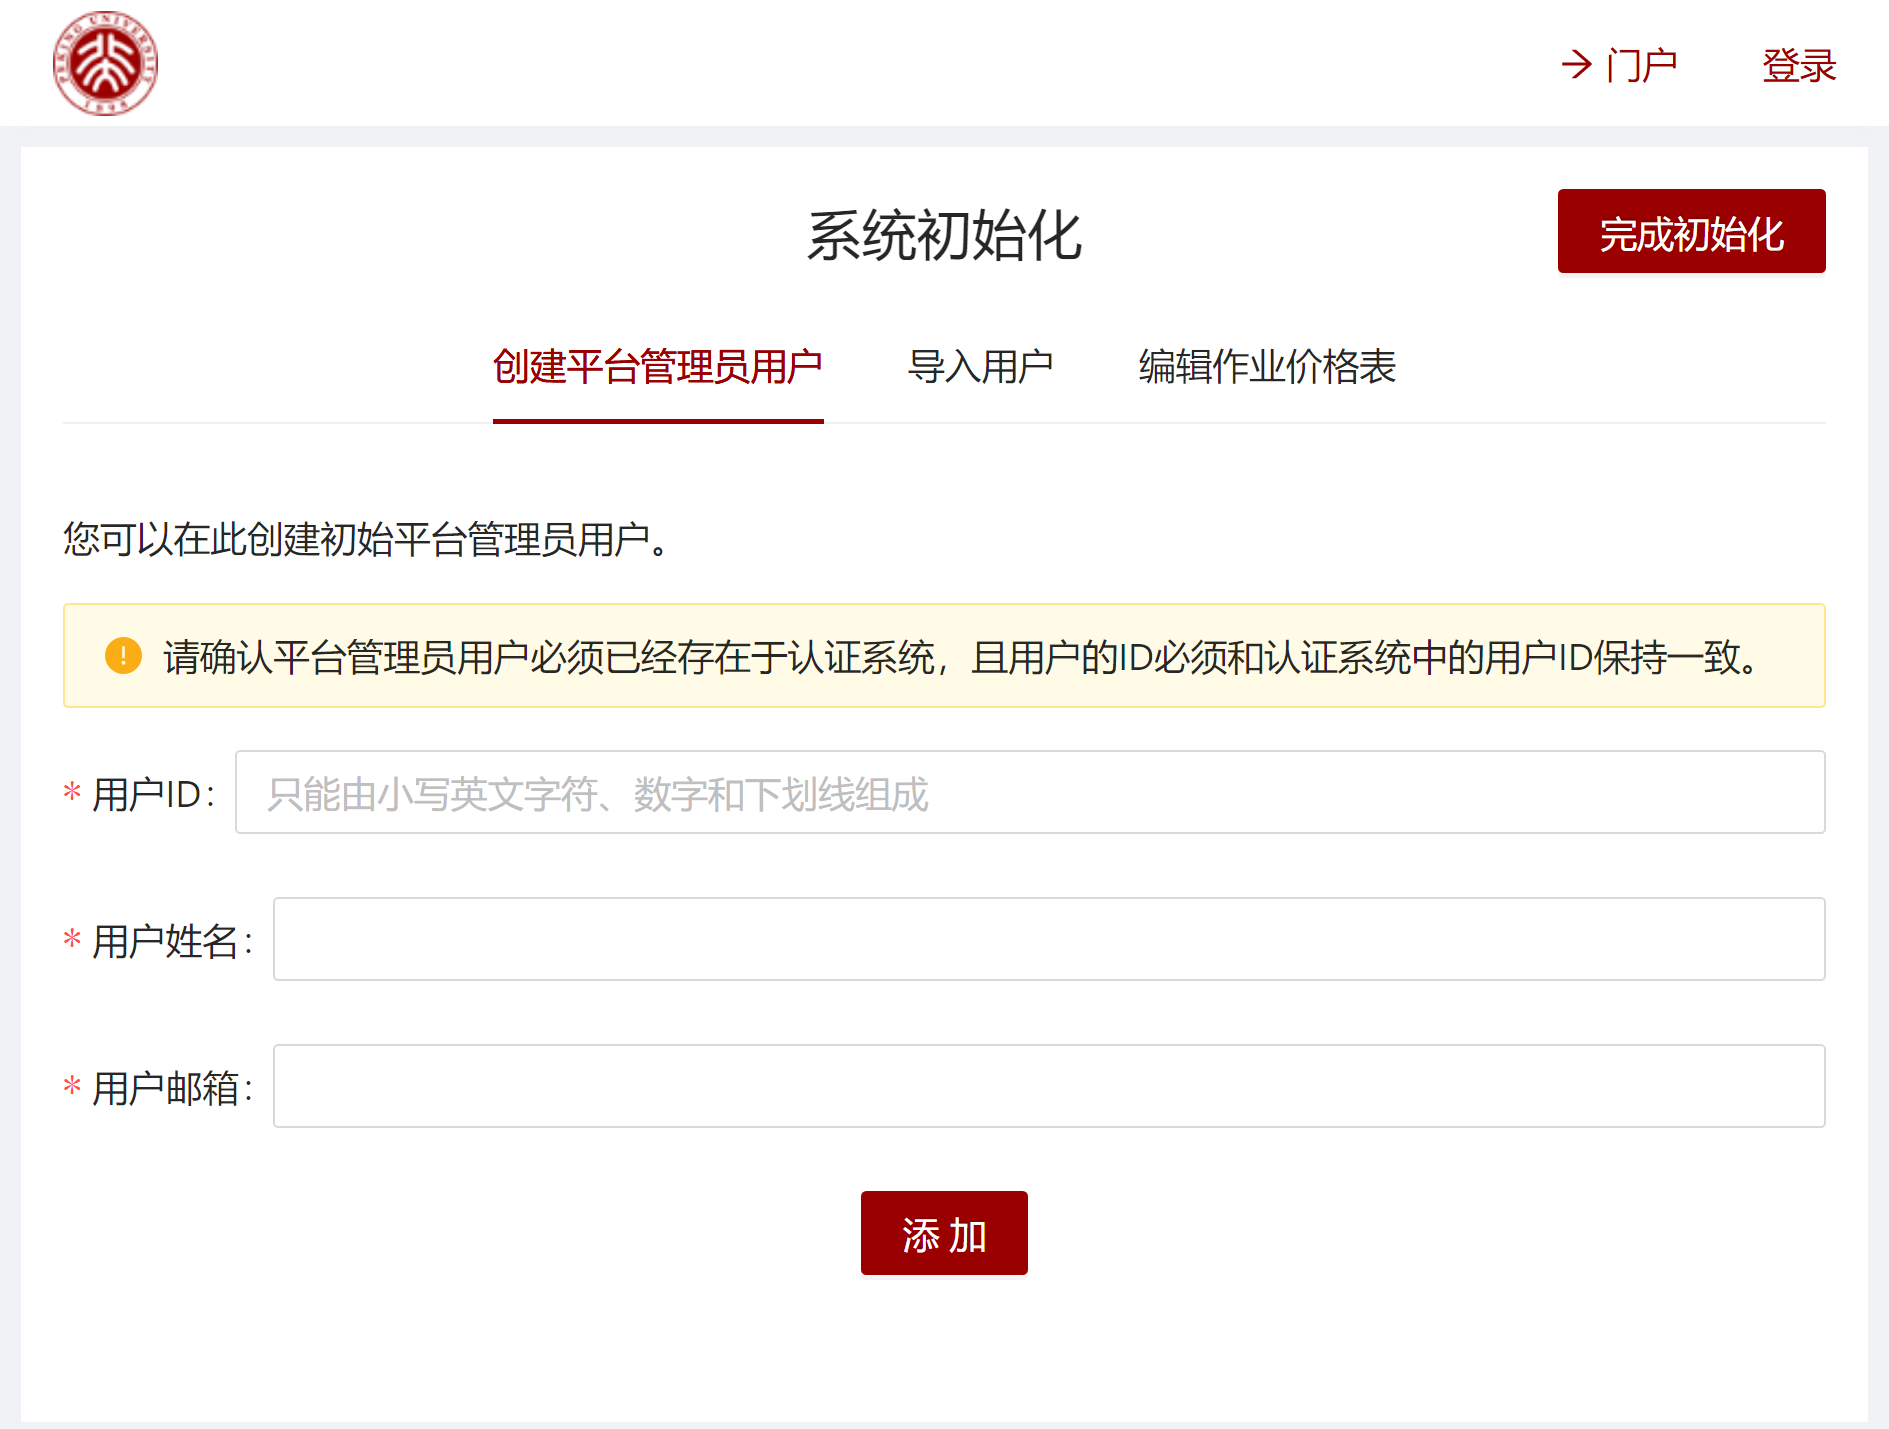 PEKING UNIVERSITY
1898
→ 门户
登录
系统初始化
完成初始化
创建平台管理员用户
导入用户
编辑作业价格表
您可以在此创建初始平台管理员用户。
请确认平台管理员用户必须已经存在于认证系统，且用户的ID必须和认证系统中的用户ID保持一致。
* 用户ID：
只能由小写英文字符、数字和下划线组成
* 用户姓名：
* 用户邮箱：
添 加